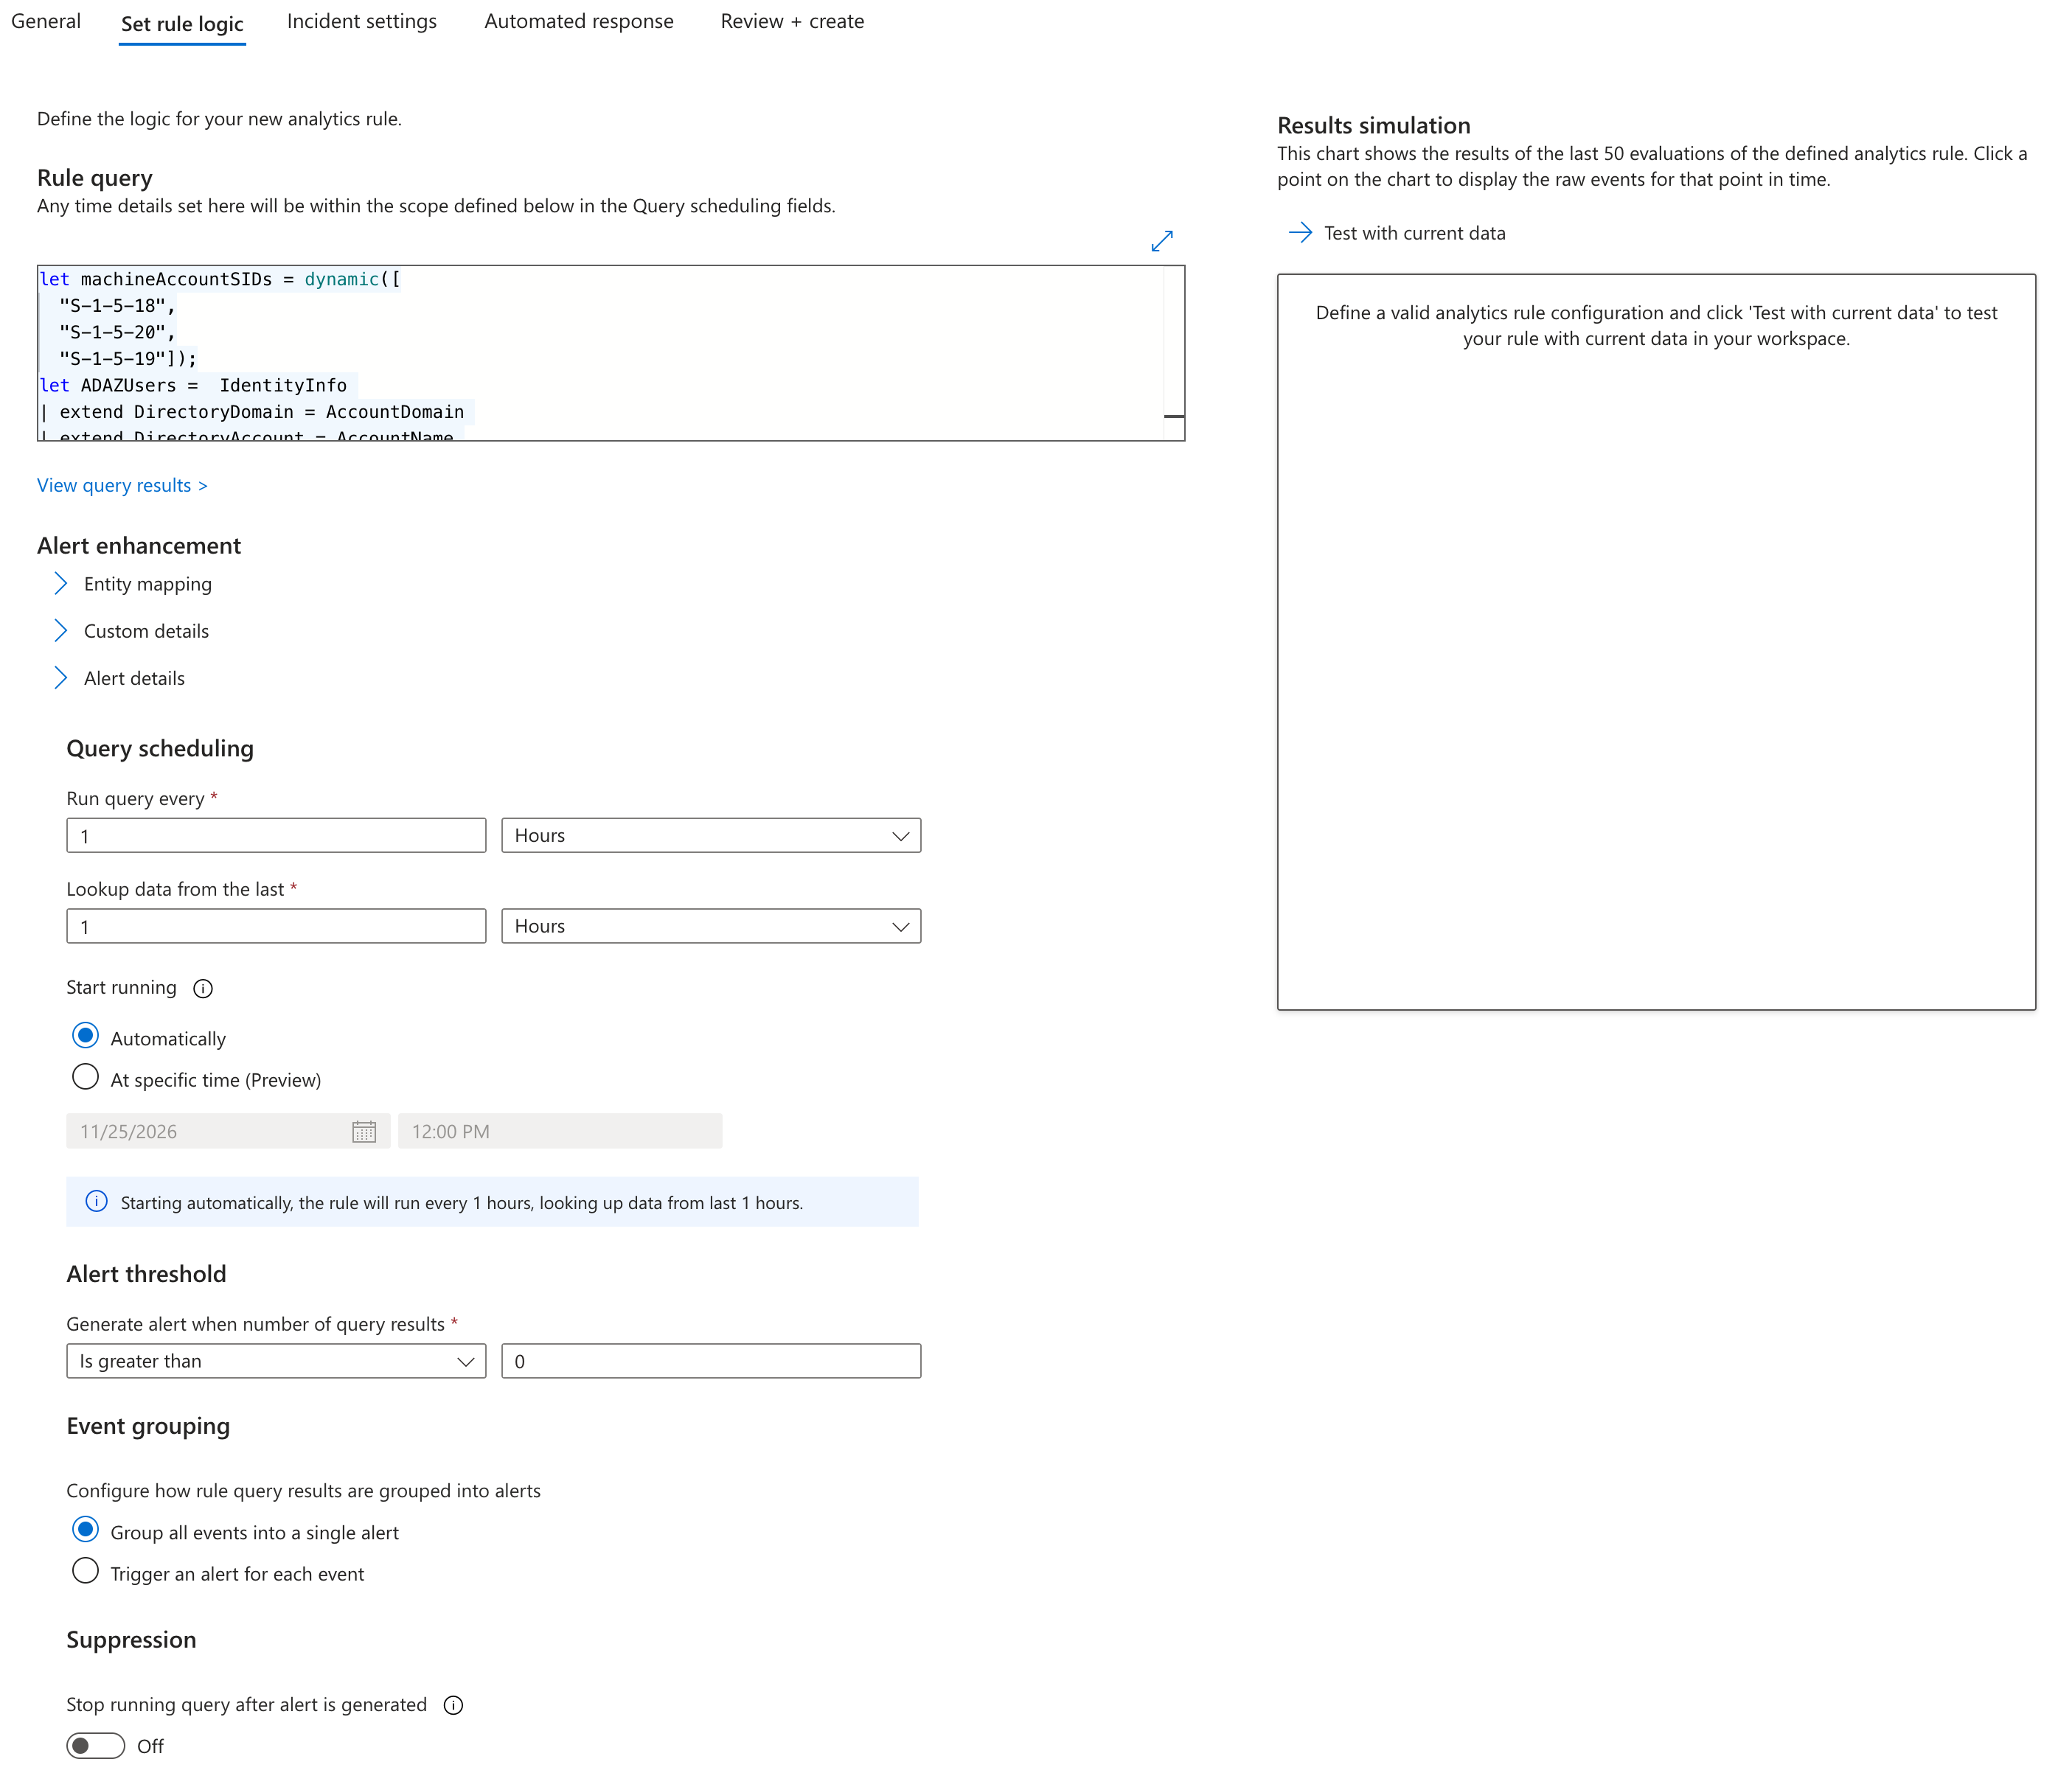 General Set rule logic Incident settings Automated response Review + create
Define the logic for your new analytics rule.
Rule query
Any time details set here will be within the scope defined below in the Query scheduling fields.
let machineAccountSIDs = dynamic([
"S-1-5-18",
"S-1-5-20",
"S-1-5-19"]);
let ADAZUsers =  IdentityInfo
| extend DirectoryDomain = AccountDomain
| extend DirectoryAccount = AccountName
View query results >
Alert enhancement
Entity mapping
Custom details
Alert details
Query scheduling
Run query every *
1 Hours
Lookup data from the last *
1 Hours
Start running
Automatically
At specific time (Preview)
11/25/2026 12:00 PM
Starting automatically, the rule will run every 1 hours, looking up data from last 1 hours.
Alert threshold
Generate alert when number of query results *
Is greater than 0
Event grouping
Configure how rule query results are grouped into alerts
Group all events into a single alert
Trigger an alert for each event
Suppression
Stop running query after alert is generated
Off
Results simulation
This chart shows the results of the last 50 evaluations of the defined analytics rule. Click a
point on the chart to display the raw events for that point in time.
Test with current data
Define a valid analytics rule configuration and click 'Test with current data' to test
your rule with current data in your workspace.